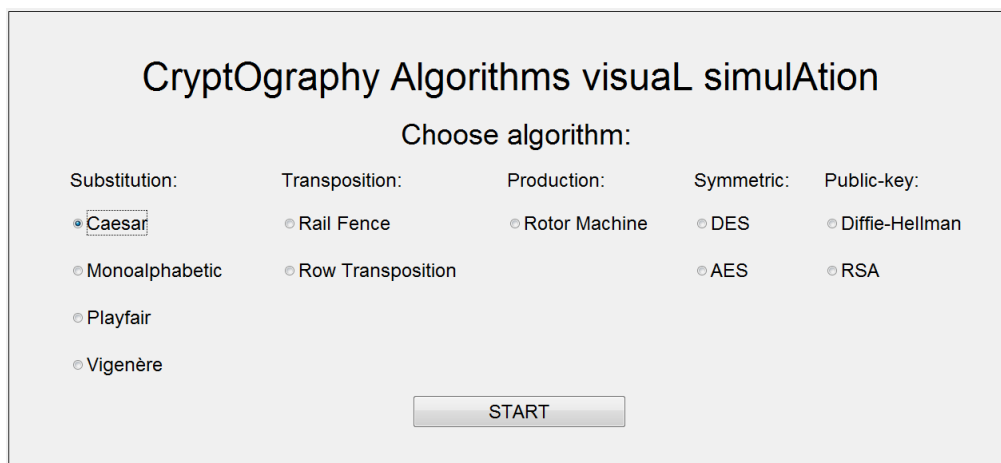 CryptOgraphy Algorithms visuaL simulAtion
Choose algorithm:
Substitution: Transposition: Production: Symmetric: Public-key:
Caesar Rail Fence Rotor Machine DES Diffie-Hellman
Monoalphabetic Row Transposition AES RSA
Playfair
Vigenère
START